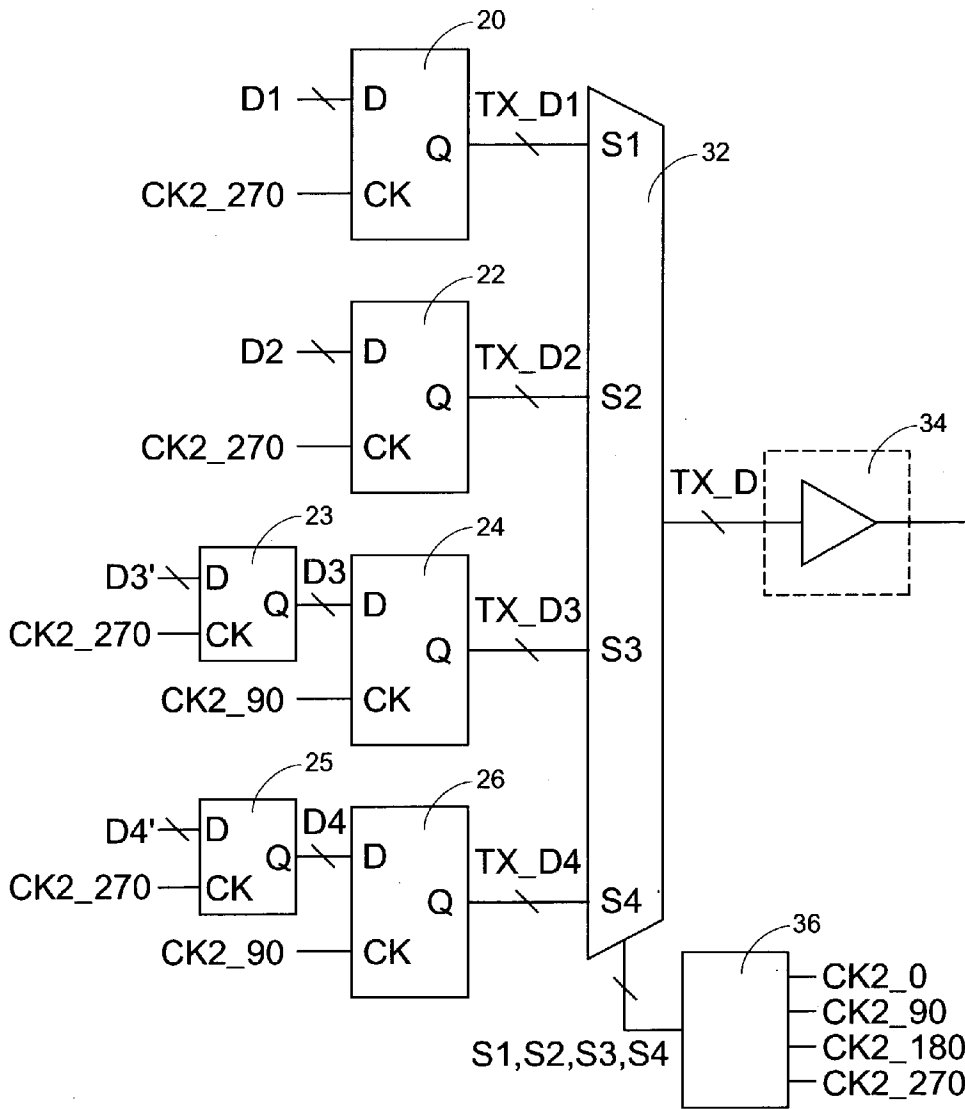 20
D1
D
TX_D1
Q
S1
32
CK2_270
CK
22
D2
D
TX_D2
Q
S2
CK2_270
CK
34
TX_D
23
24
D3'
D
D3
D
TX_D3
Q
Q
S3
CK2_270
CK
CK2_90
CK
25
26
D4'
D
D4
D
TX_D4
Q
Q
S4
CK2_270
CK
CK2_90
CK
36
CK2_0
CK2_90
CK2_180
CK2_270
S1,S2,S3,S4